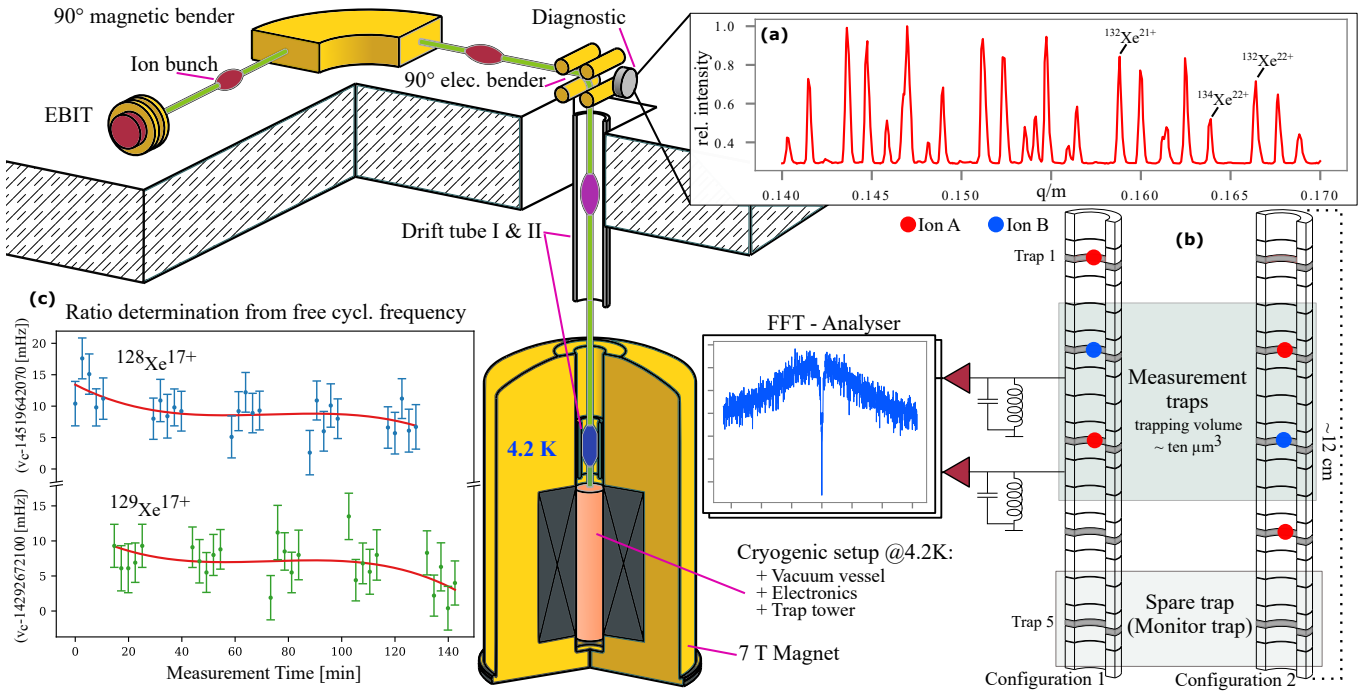 90° magnetic bender
Ion bunch
EBIT
Diagnostic
90° elec. bender
Drift tube I & II
(a)
rel. intensity
1.0
0.8
0.6
0.4
132Xe21+
134Xe22+
132Xe22+
0.140
0.145
0.150
0.155
0.160
0.165
0.170
q/m
Ion A
Ion B
(b)
Trap 1
Measurement
traps
trapping volume
~ ten µm3
~12 cm
Trap 5
Spare trap
(Monitor trap)
Configuration 1
Configuration 2
(c)
Ratio determination from free cycl. frequency
128Xe17+
(νc-14519642070 [mHz])
20
15
10
5
0
129Xe17+
(νc-14292672100 [mHz])
10
5
0
0
20
40
60
80
100
120
140
Measurement Time [min]
4.2 K
FFT - Analyser
Cryogenic setup @4.2K:
+ Vacuum vessel
+ Electronics
+ Trap tower
7 T Magnet